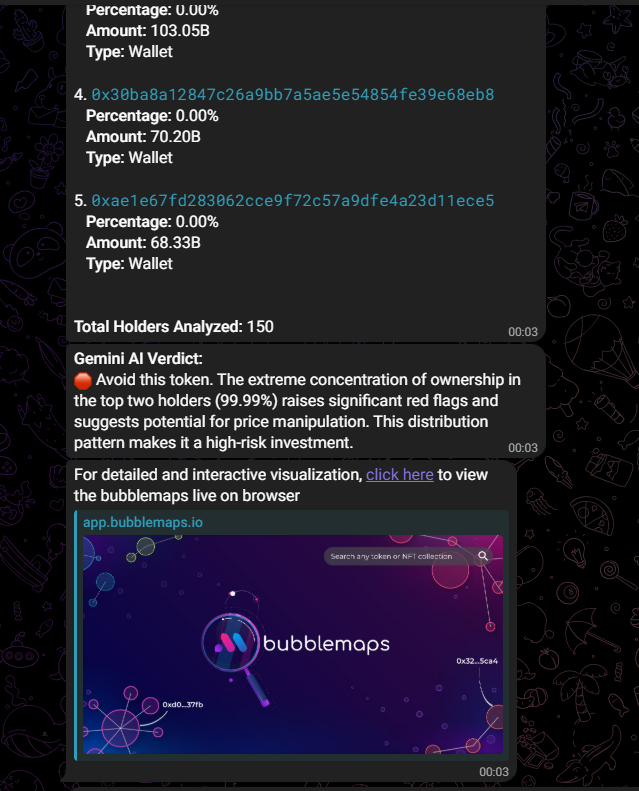 Percentage: 0.00%
Amount: 103.05B
Type: Wallet
4. 0x30ba8a12847c26a9bb7a5ae5e54854fe39e68eb8
Percentage: 0.00%
Amount: 70.20B
Type: Wallet
5. 0xae1e67fd283062cce9f72c57a9dfe4a23d11ece5
Percentage: 0.00%
Amount: 68.33B
Type: Wallet
Total Holders Analyzed: 150
00:03
Gemini AI Verdict:
🛑 Avoid this token. The extreme concentration of ownership in
the top two holders (99.99%) raises significant red flags and
suggests potential for price manipulation. This distribution
pattern makes it a high-risk investment.
00:03
For detailed and interactive visualization, click here to view
the bubblemaps live on browser
app.bubblemaps.io
Search any token or NFT collection
bubblemaps
0x32...5ca4
0xd0...37fb
00:03